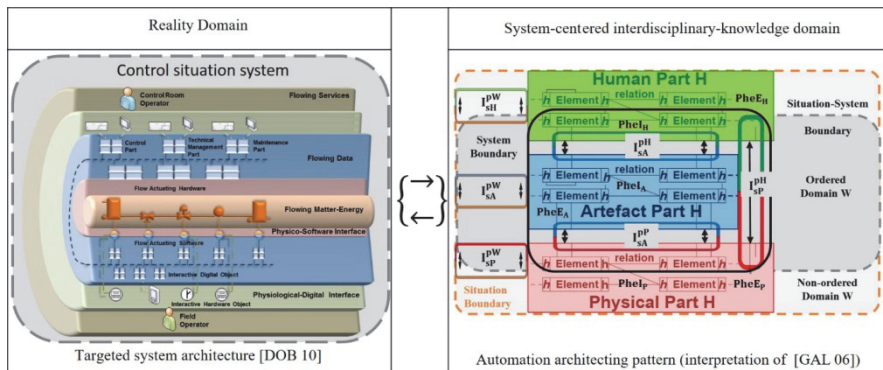 Reality Domain
System-centered interdisciplinary-knowledge domain
Control situation system
Control Room
Operator
Flowing Services
Control
Part
Technical
Management
Part
Maintenance
Part
Flowing Data
Flow Actuating Hardware
Flowing Matter-Energy
Physico-Software Interface
Flow Actuating Software
Interactive Digital Object
Physiological-Digital Interface
Interactive Hardware Object
Field
Operator
Targeted system architecture [DOB 10]
{→←}
Human Part H
relation
h Element h
h Element h
PheE_H
h Element h
h Element h
PheI_H
I_sH^pW
Situation-System
Boundary
System
Boundary
I_sA^pH
I_sP^pH
relation
h Element h
h Element h
PheI_A
h Element h
h Element h
PheE_A
Artefact Part H
I_sA^pW
Ordered
Domain W
I_sA^pP
I_sP^pW
relation
h Element h
h Element h
h Element h
h Element h
PheI_P
PheE_P
Physical Part H
Situation
Boundary
Non-ordered
Domain W
Automation architecting pattern (interpretation of [GAL 06])